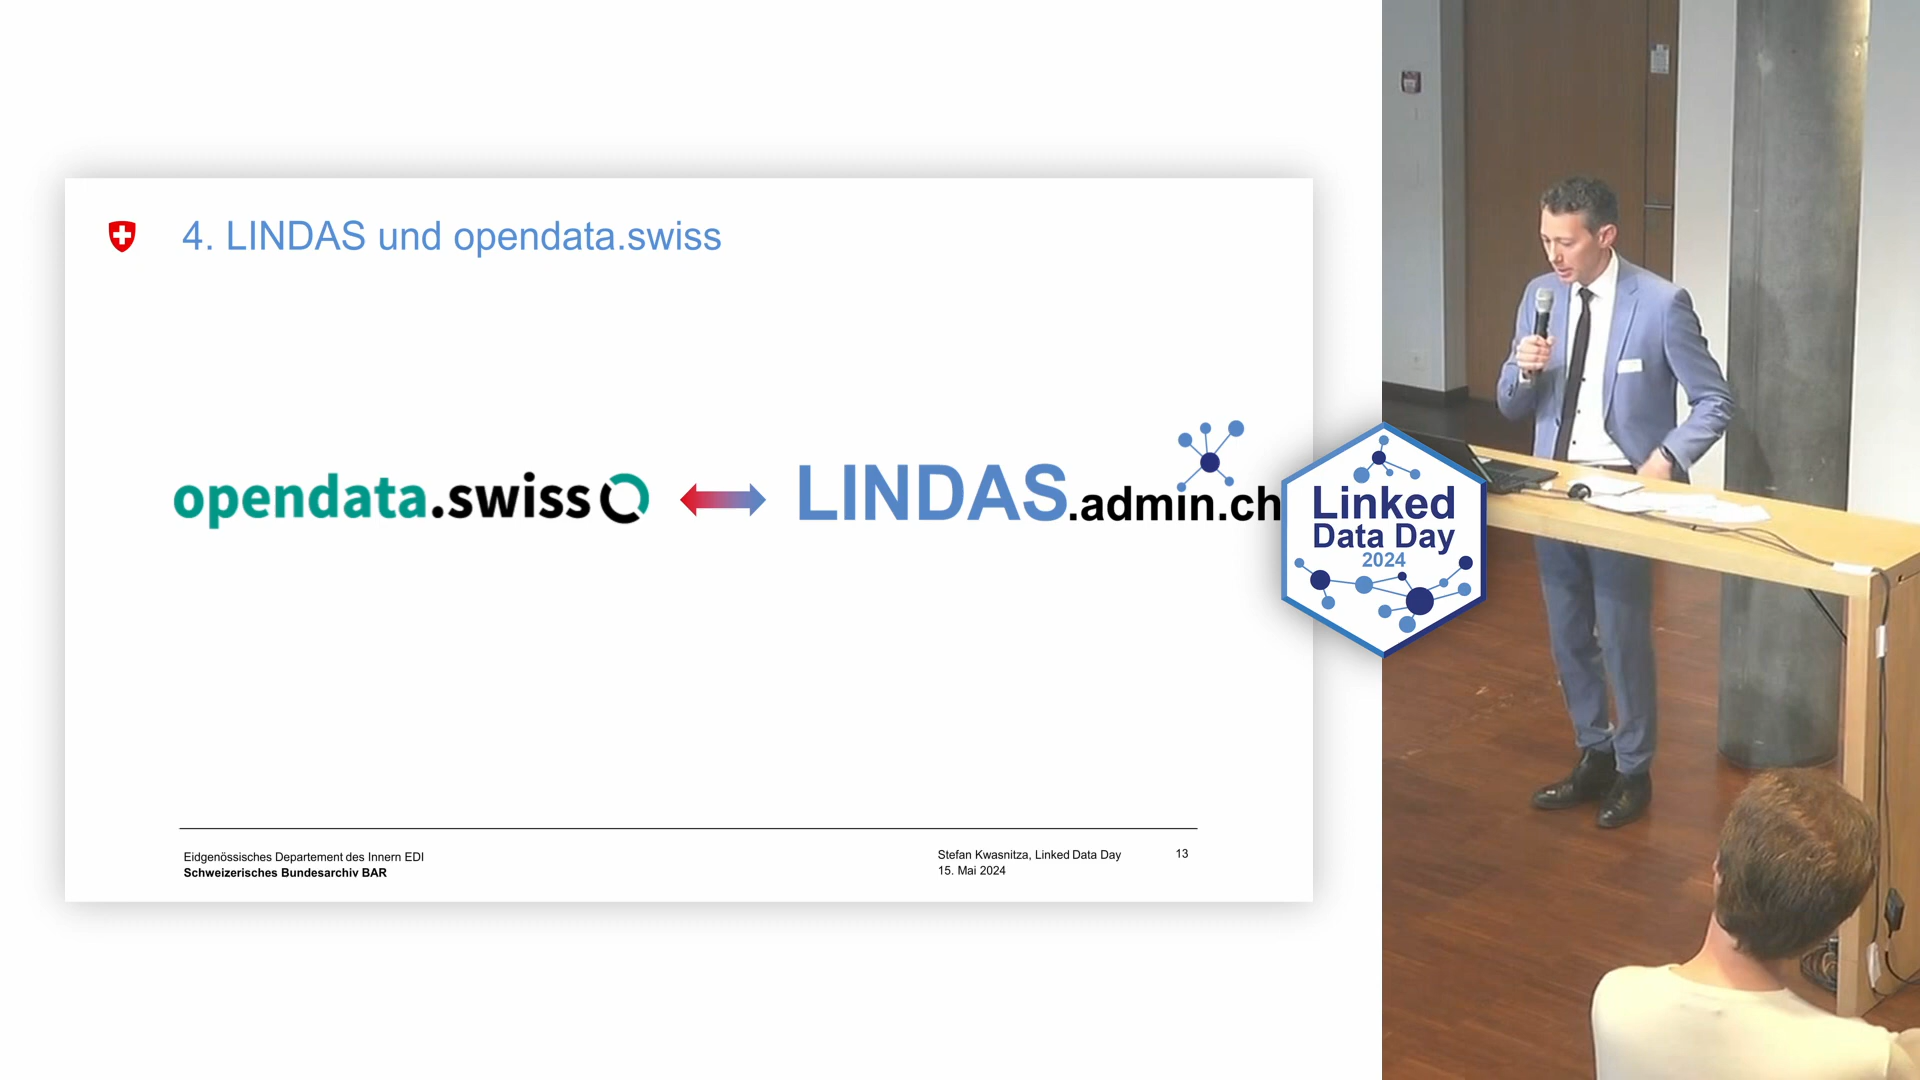 4. LINDAS und opendata.swiss
opendata.swiss
LINDAS.admin.ch
Linked
Data Day
2024
Eidgenössisches Departement des Innern EDI
Schweizerisches Bundesarchiv BAR
Stefan Kwasnitza, Linked Data Day
15. Mai 2024
13